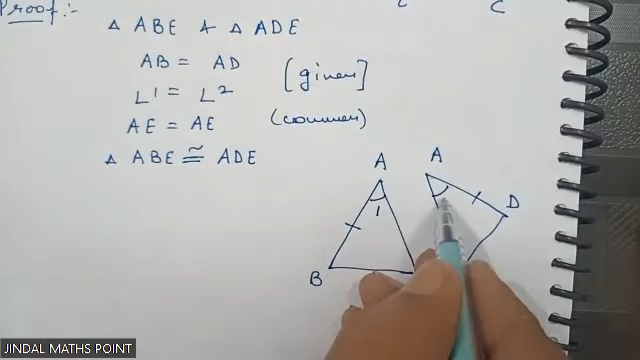 Proof:-
△ ABE & △ ADE
AB = AD [given]
∠1 = ∠2
AE = AE (common)
△ ABE ≅ ADE
A A
1
D
B
C
JINDAL MATHS POINT